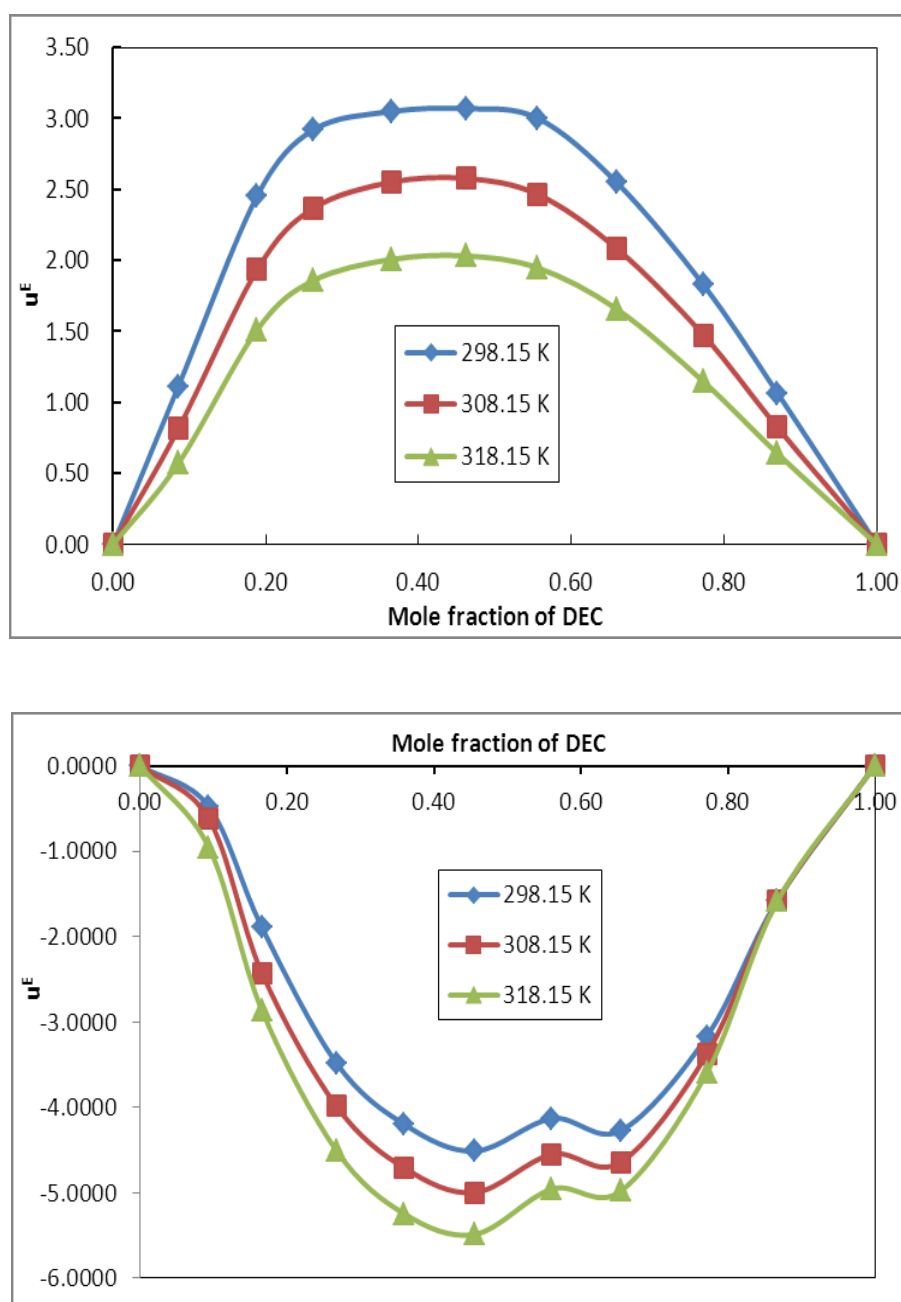 3.50
3.00
2.50
2.00
1.50
1.00
0.50
0.00
u^E
298.15 K
308.15 K
318.15 K
0.00 0.20 0.40 0.60 0.80 1.00
Mole fraction of DEC
Mole fraction of DEC
0.0000
0.00 0.20 0.40 0.60 0.80 1.00
-1.0000
-2.0000
-3.0000
-4.0000
-5.0000
-6.0000
u^E
298.15 K
308.15 K
318.15 K